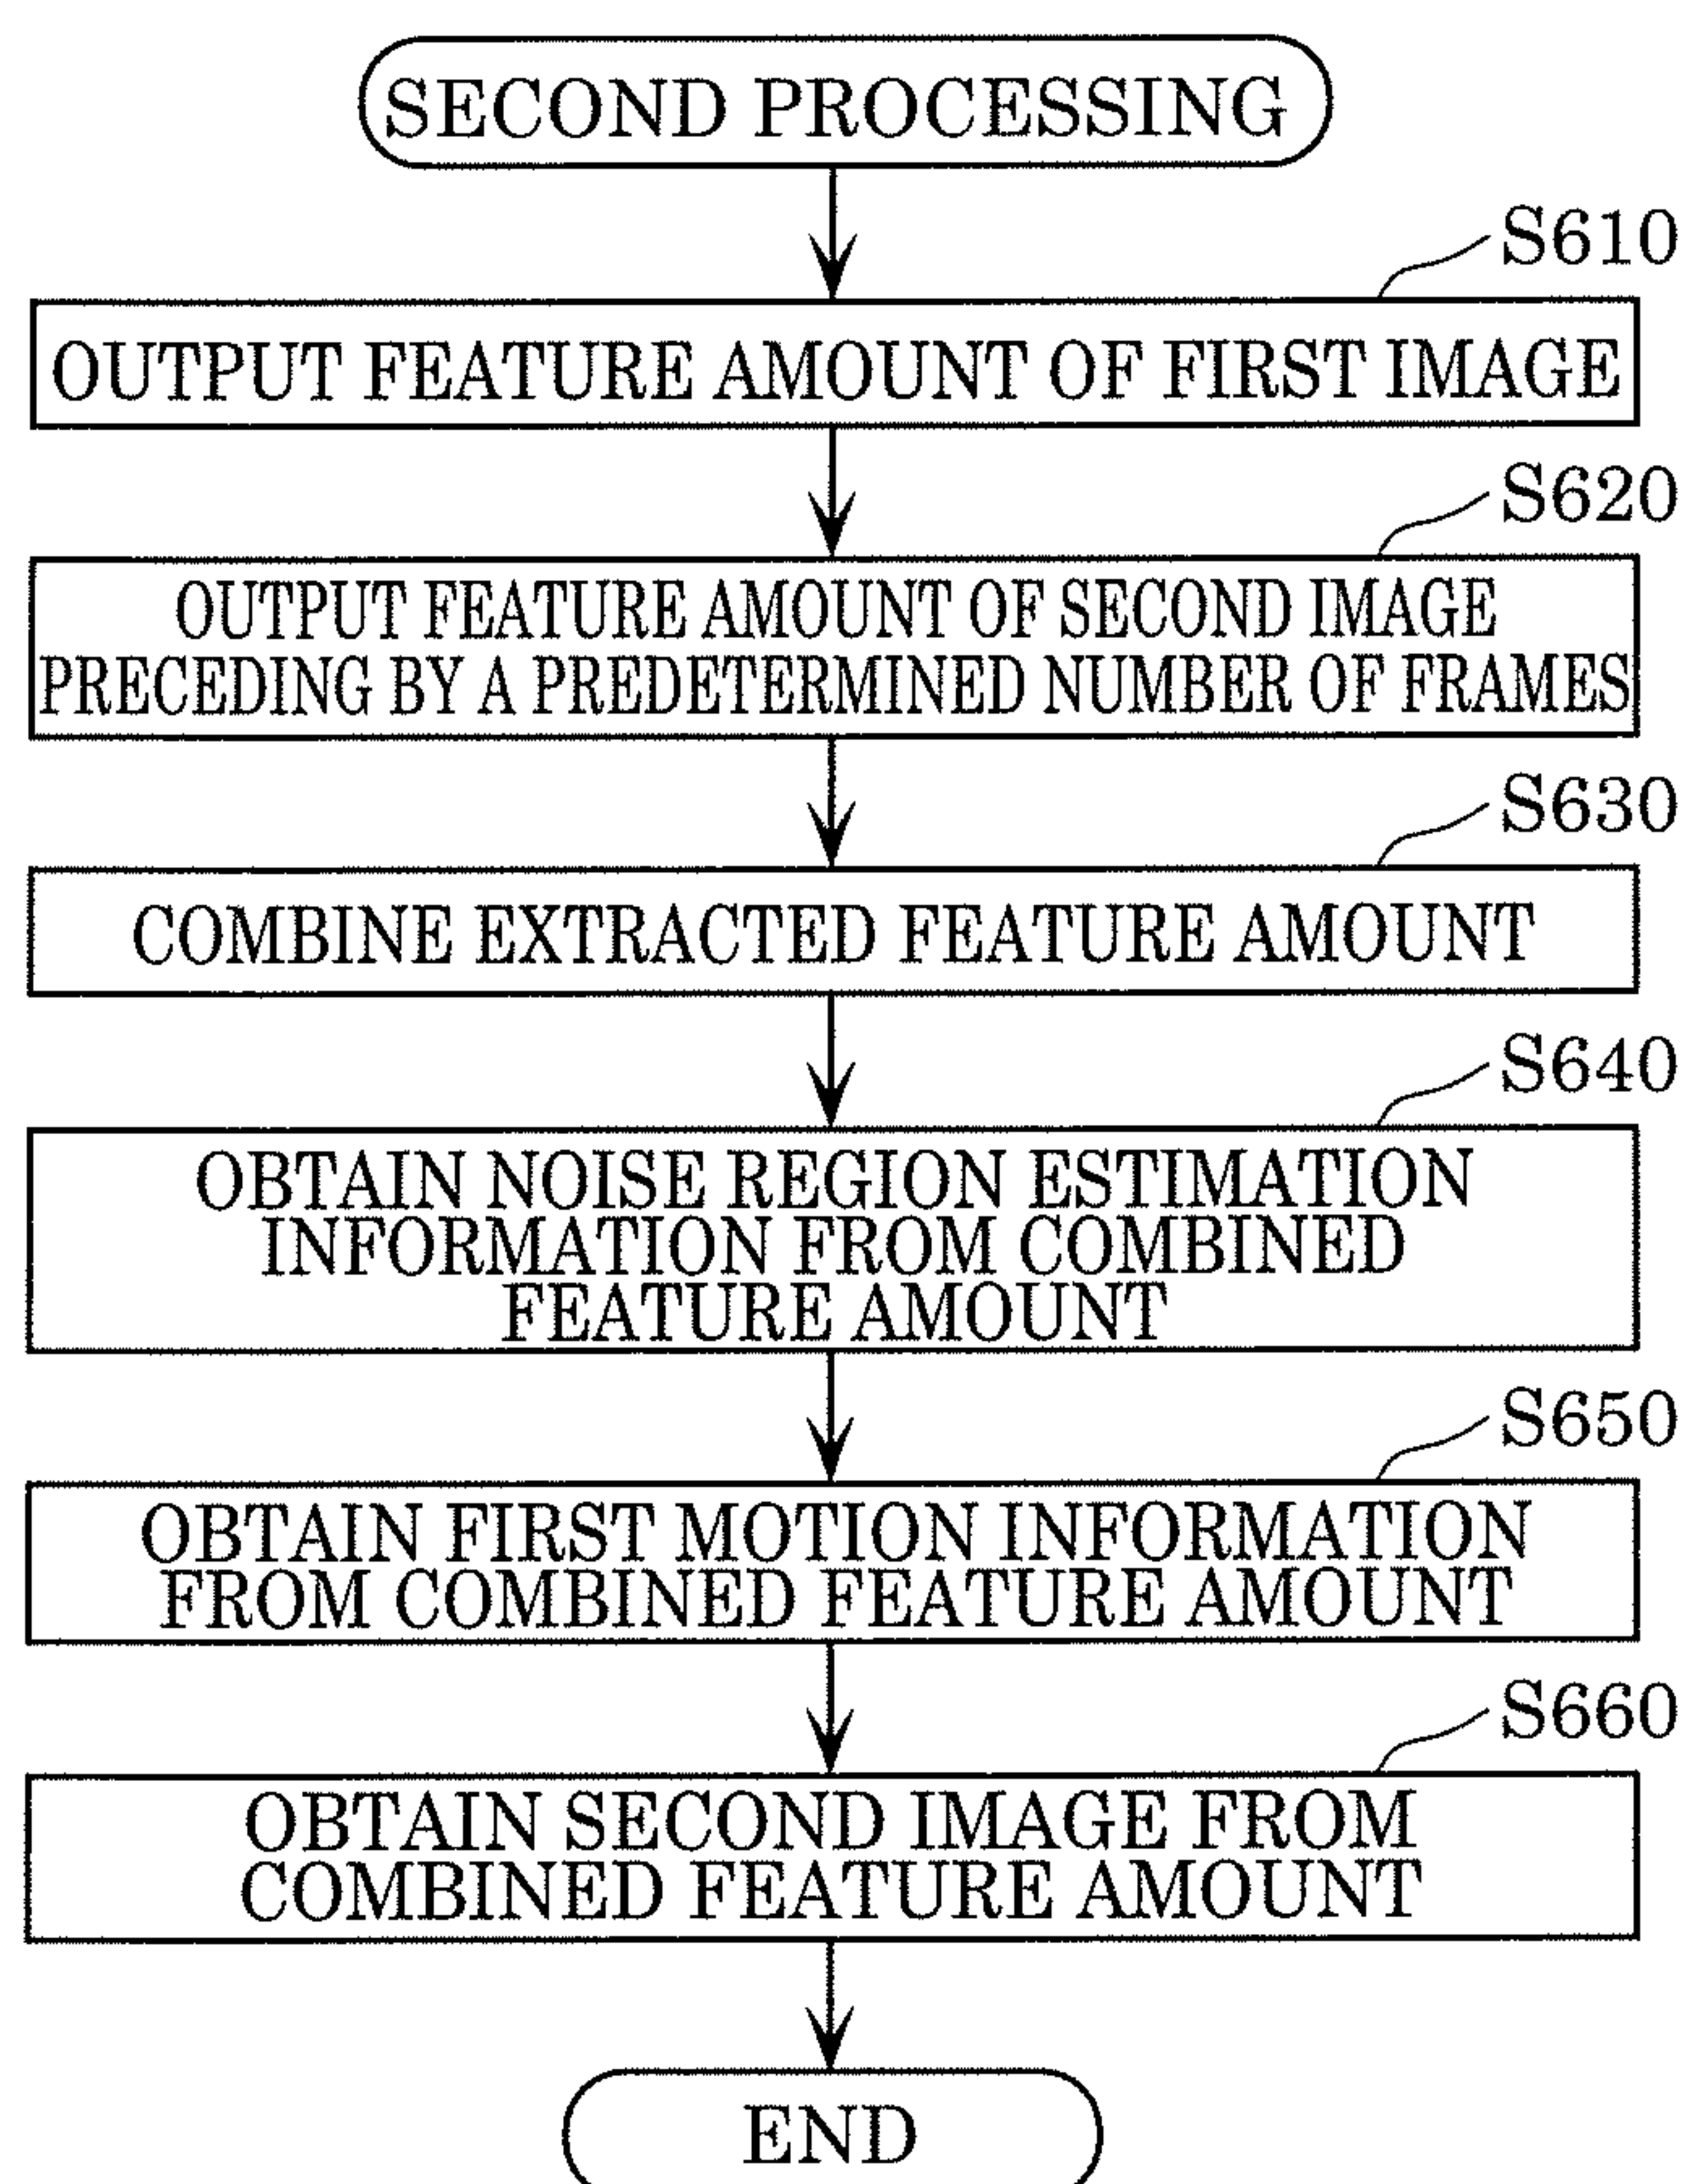 SECOND PROCESSING
S610
OUTPUT FEATURE AMOUNT OF FIRST IMAGE
S620
OUTPUT FEATURE AMOUNT OF SECOND IMAGE
PRECEDING BY A PREDETERMINED NUMBER OF FRAMES
S630
COMBINE EXTRACTED FEATURE AMOUNT
S640
OBTAIN NOISE REGION ESTIMATION
INFORMATION FROM COMBINED
FEATURE AMOUNT
S650
OBTAIN FIRST MOTION INFORMATION
FROM COMBINED FEATURE AMOUNT
S660
OBTAIN SECOND IMAGE FROM
COMBINED FEATURE AMOUNT
END